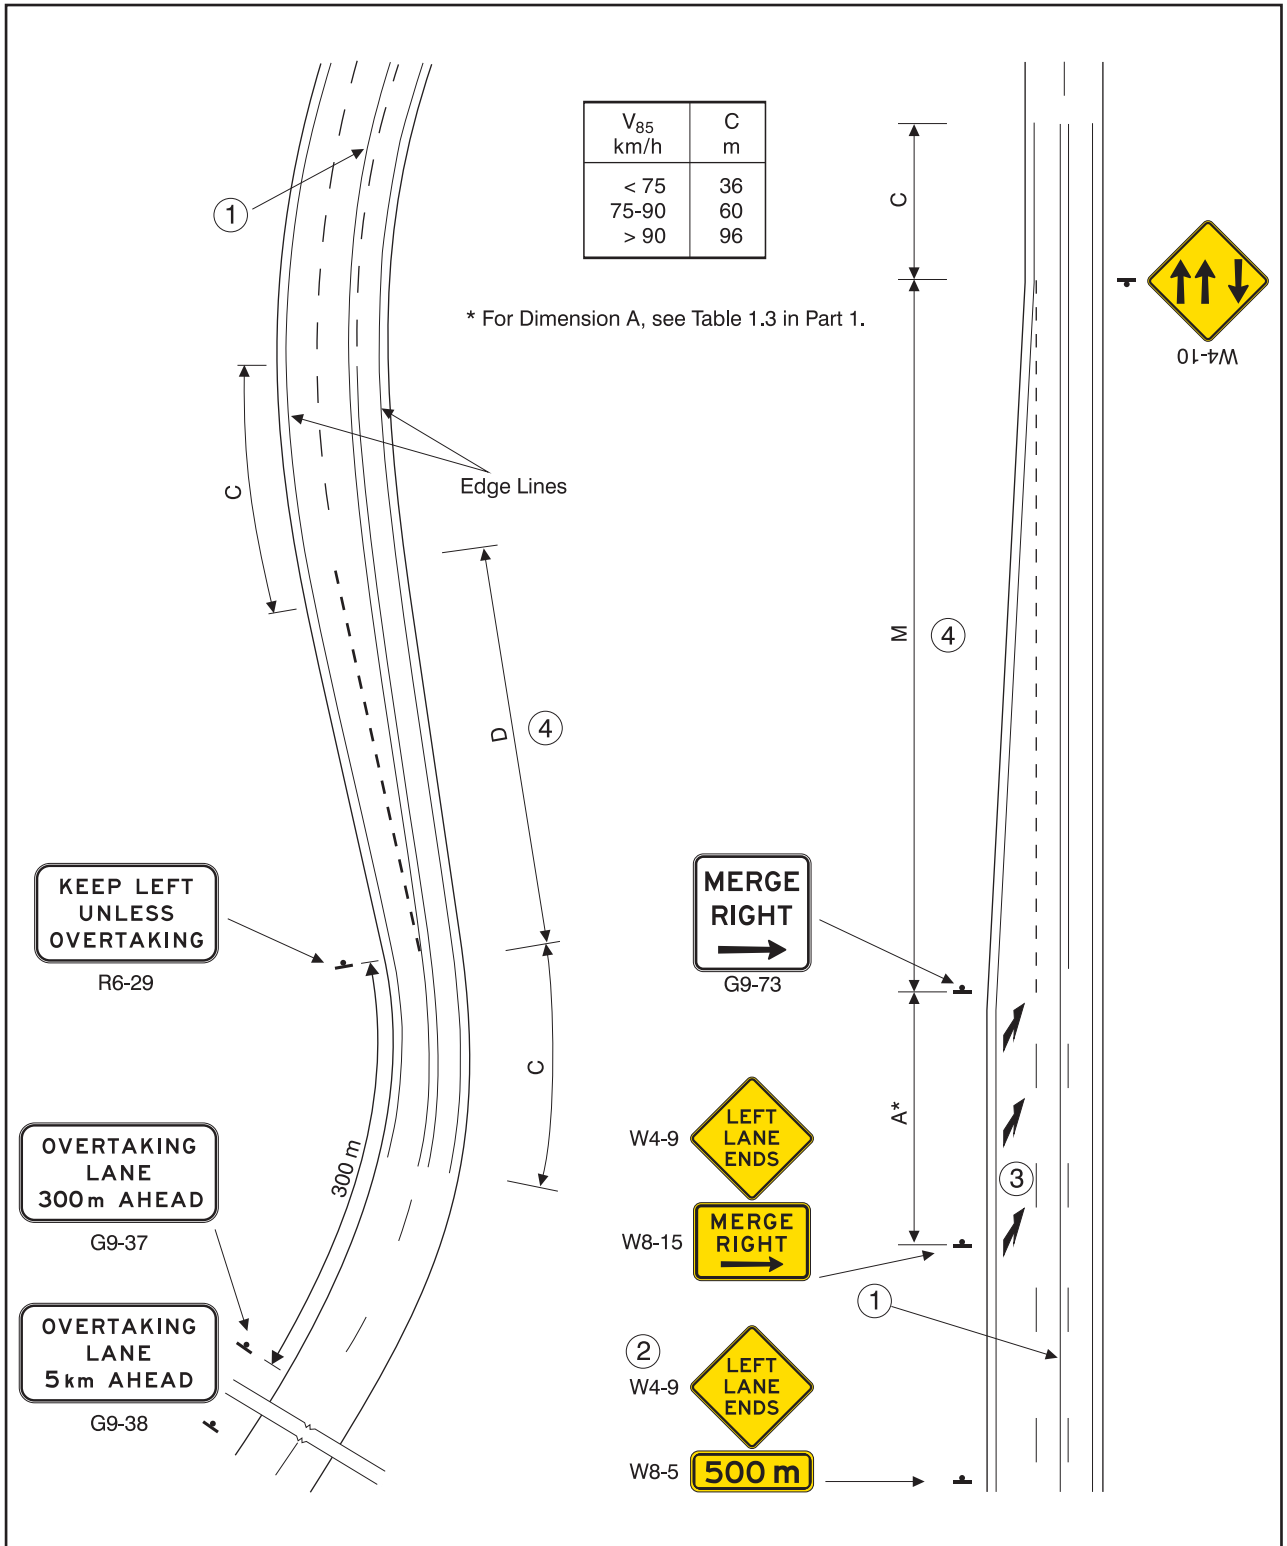 V85 C
km/h m
< 75 36
75-90 60
> 90 96
* For Dimension A, see Table 1.3 in Part 1.
1
C
Edge Lines
D
4
KEEP LEFT
UNLESS
OVERTAKING
R6-29
C
300 m
OVERTAKING
LANE
300m AHEAD
G9-37
OVERTAKING
LANE
5km AHEAD
G9-38
C
W4-10
M
4
MERGE
RIGHT
G9-73
A*
LEFT
LANE
ENDS
W4-9
3
MERGE
RIGHT
W8-15
1
2
LEFT
LANE
ENDS
W4-9
500 m
W8-5